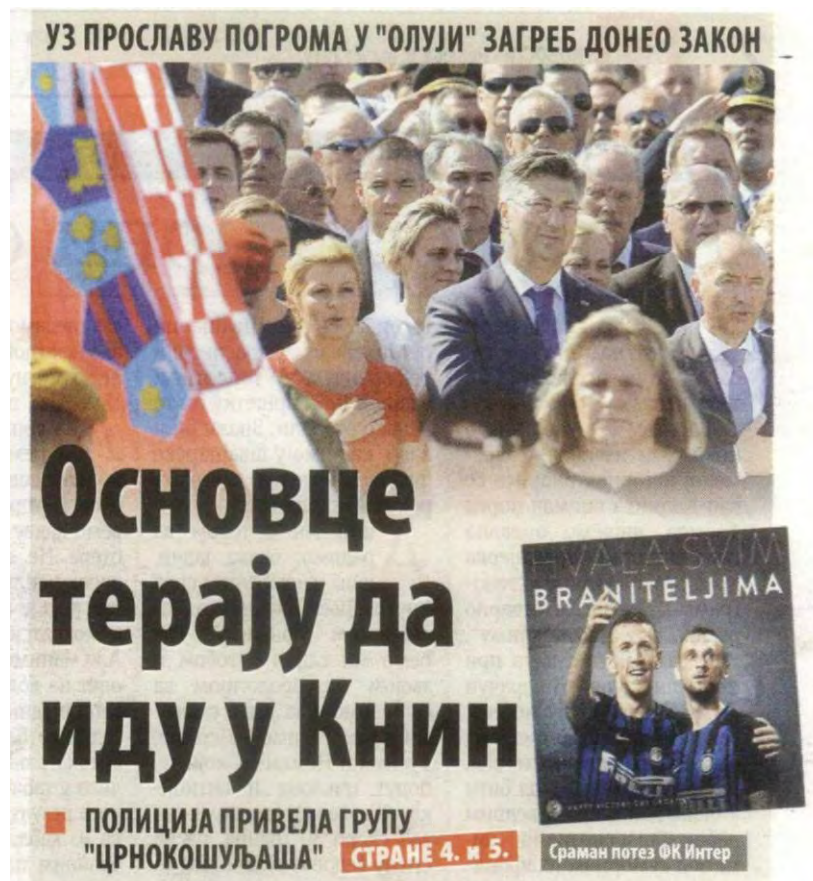 УЗ ПРОСЛАВУ ПОГРОМА У "ОЛУЈИ" ЗАГРЕБ ДОНЕО ЗАКОН
Основце
терају да
иду у Книн
HVALA SVIM
BRANITELJIMA
ПОЛИЦИЈА ПРИВЕЛА ГРУПУ
"ЦРНОКОШУЉАША"
СТРАНЕ 4. и 5.
Сраман потез ФК Интер